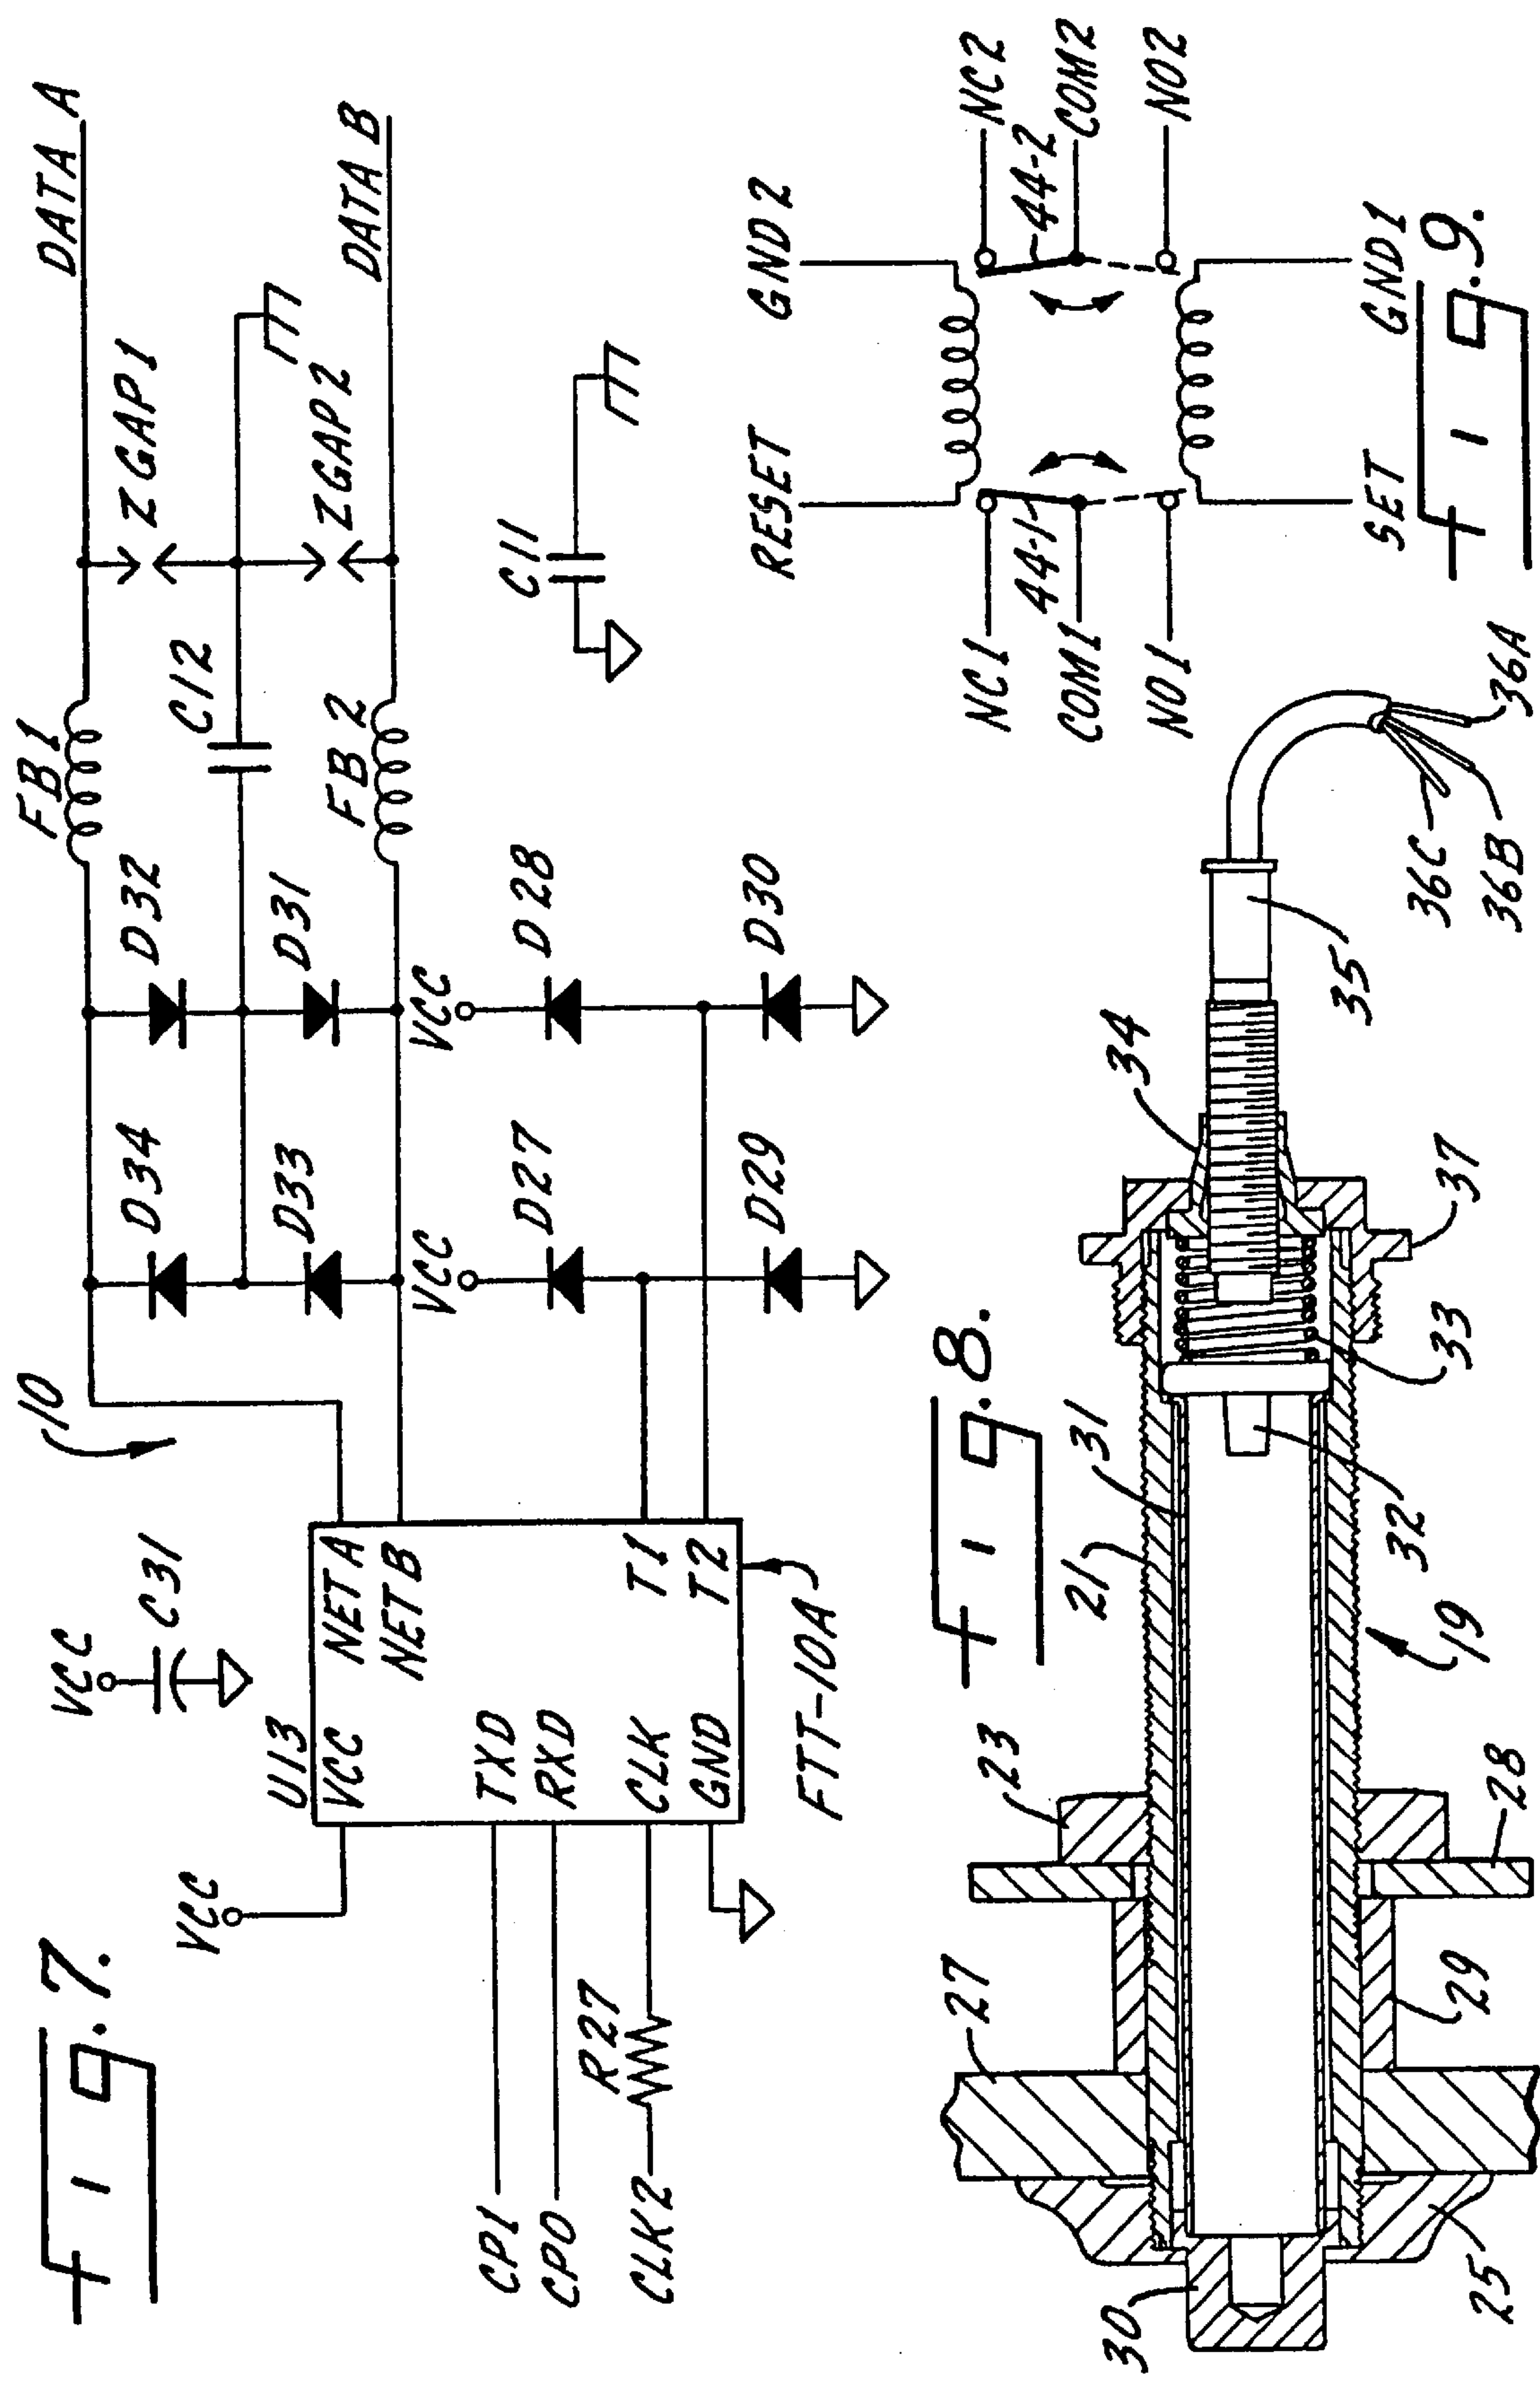 Fig. 7.
10
DATA A
DATA B
FB1
FB2
ZGAP1
ZGAP2
C12
C11
D34
D32
D33
D31
VCC
VCC
D27
D28
D29
D30
VCC
C31
VCC
U13
VCC
NETA
NETB
TXD
RXD
CLK
GND
T1
T2
FTT-10A
CP1
CP0
CLK2
R27
Fig. 8.
30
25
27
29
23
28
21
31
19
32
33
34
37
35
36C
36B
36A
Fig. 9.
RESET
GND2
NC1
NC2
44-1
44-2
COM1
COM2
NO1
NO2
SET
GND1